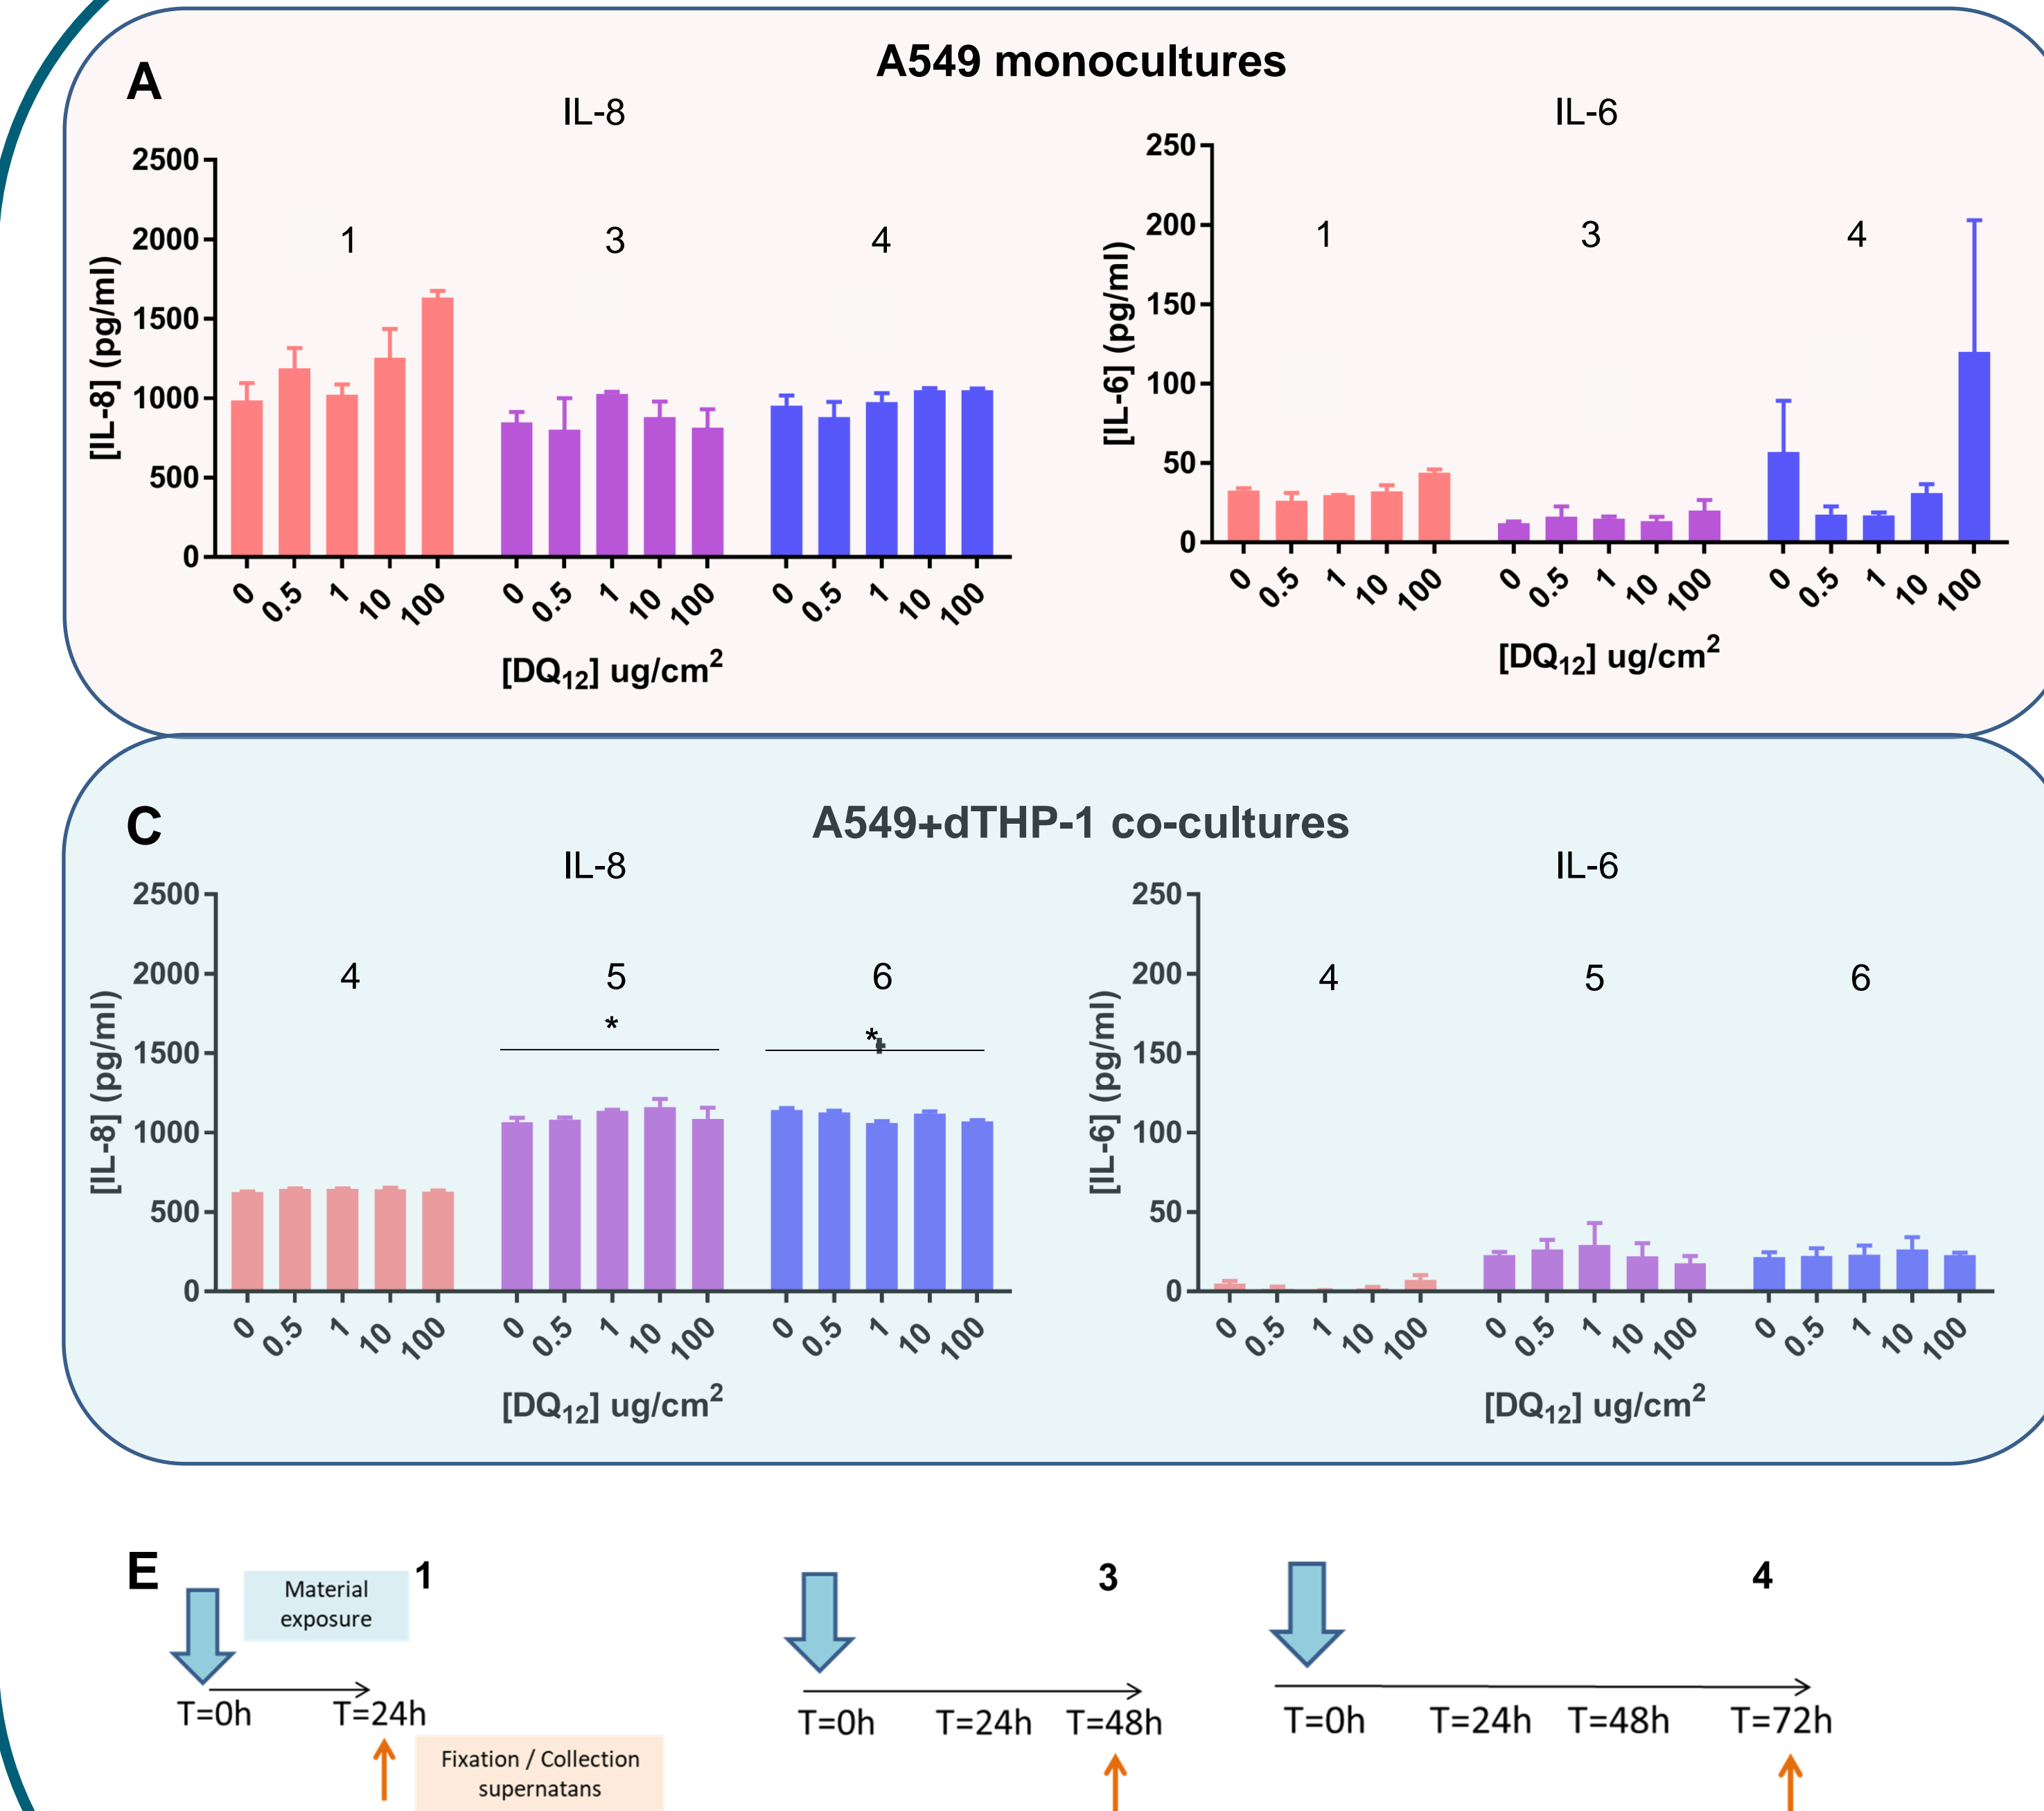 A
A549 monocultures
IL-8
[IL-8] (pg/ml)
2500
2000
1500
1000
500
0
1 3 4
0 0.5 1 10 100 0 0.5 1 10 100 0 0.5 1 10 100
[DQ12] ug/cm2
IL-6
[IL-6] (pg/ml)
250
200
150
100
50
0
1 3 4
0 0.5 1 10 100 0 0.5 1 10 100 0 0.5 1 10 100
[DQ12] ug/cm2
C
A549+dTHP-1 co-cultures
IL-8
[IL-8] (pg/ml)
2500
2000
1500
1000
500
0
4 5 6
* *
0 0.5 1 10 100 0 0.5 1 10 100 0 0.5 1 10 100
[DQ12] ug/cm2
IL-6
[IL-6] (pg/ml)
250
200
150
100
50
0
4 5 6
0 0.5 1 10 100 0 0.5 1 10 100 0 0.5 1 10 100
[DQ12] ug/cm2
E
Material
exposure
1
T=0h T=24h
Fixation / Collection
supernatans
3
T=0h T=24h T=48h
4
T=0h T=24h T=48h T=72h